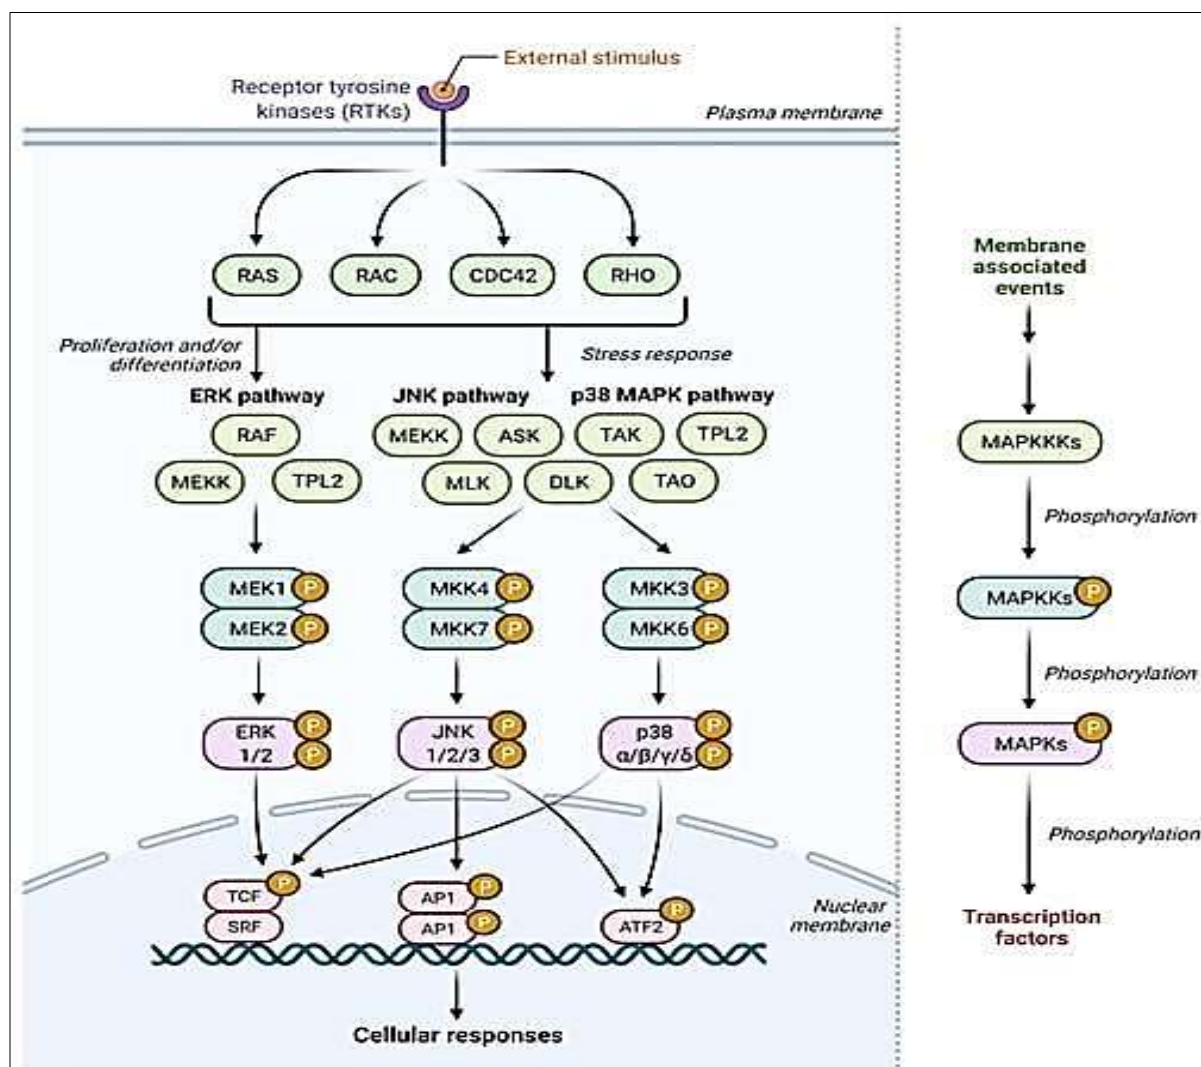 External stimulus
Receptor tyrosine
kinases (RTKs)
Plasma membrane
RAS
RAC
CDC42
RHO
Proliferation and/or
differentiation
Stress response
ERK pathway
JNK pathway
p38 MAPK pathway
RAF
MEKK
TPL2
MEKK
ASK
TAK
TPL2
MLK
DLK
TAO
MEK1 P
MEK2 P
MKK4 P
MKK7 P
MKK3 P
MKK6 P
ERK P
1/2 P
JNK P
1/2/3 P
p38 P
α/β/γ/δ P
TCF P
SRF
AP1 P
AP1 P
ATF2 P
Nuclear
membrane
Cellular responses
Membrane
associated
events
MAPKKKs
Phosphorylation
MAPKKs P
Phosphorylation
MAPKs P
Phosphorylation
Transcription
factors